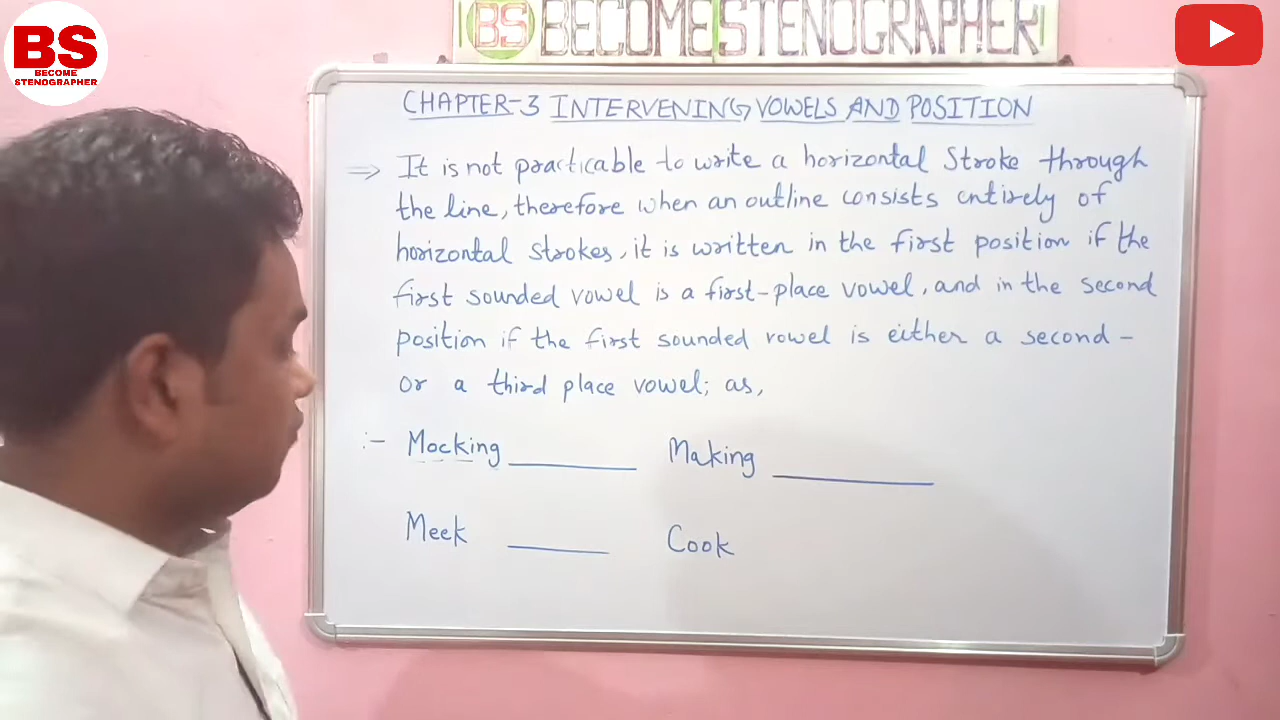 BS
BECOME
STENOGRAPHER
BS BECOME STENOGRAPHER
CHAPTER-3 INTERVENING VOWELS AND POSITION
⇒ It is not practicable to write a horizontal Stroke through
the line, therefore when an outline consists entirely of
horizontal strokes, it is written in the first position if the
first sounded vowel is a first-place vowel, and in the second
position if the first sounded vowel is either a second-
or a third place vowel; as,
:- Mocking ________ Making ________
Meek ________ Cook